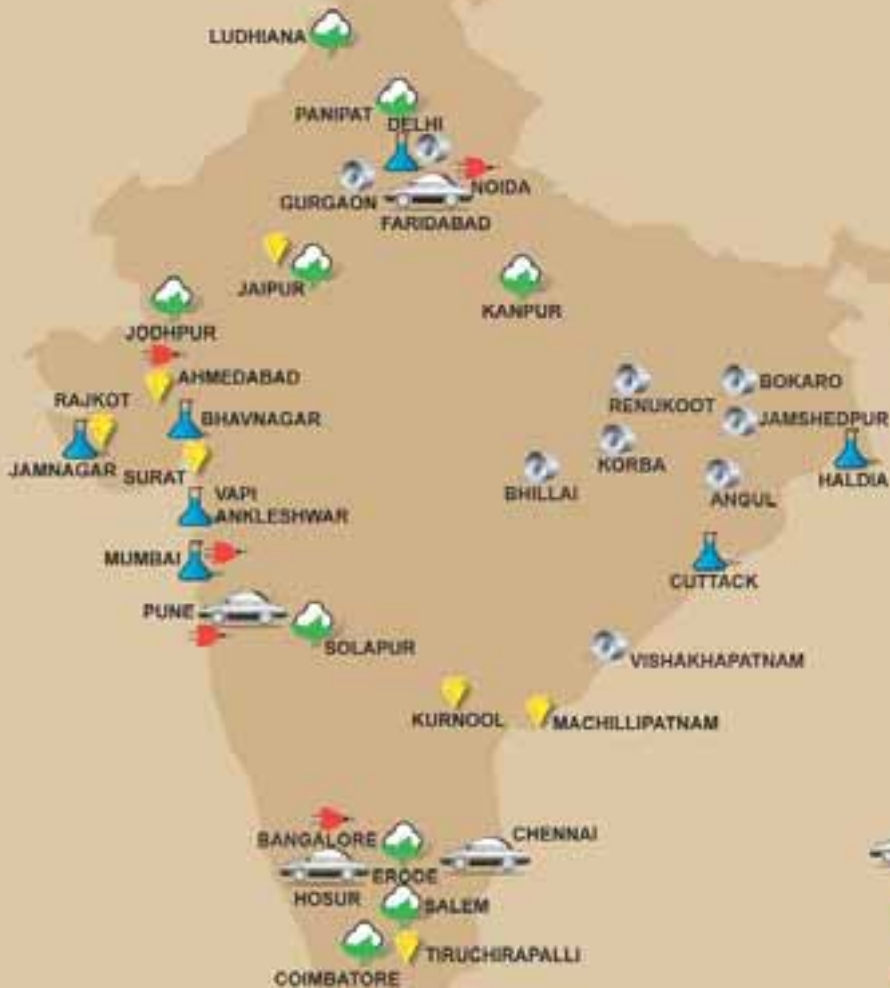 LUDHIANA
PANIPAT
DELHI
GURGAON
NOIDA
FARIDABAD
JAIPUR
KANPUR
JODHPUR
AHMEDABAD
RAJKOT
BHAVNAGAR
JAMNAGAR
SURAT
RENUKOOT
BOKARO
JAMSHEDPUR
KORBA
HALDIA
BHILLAI
ANGUL
VAPI
ANKLESHWAR
MUMBAI
CUTTACK
PUNE
SOLAPUR
VISHAKHAPATNAM
KURNOOL
MACHILLIPATNAM
BANGALORE
CHENNAI
ERODE
HOSUR
SALEM
TIRUCHIRAPALLI
COIMBATORE